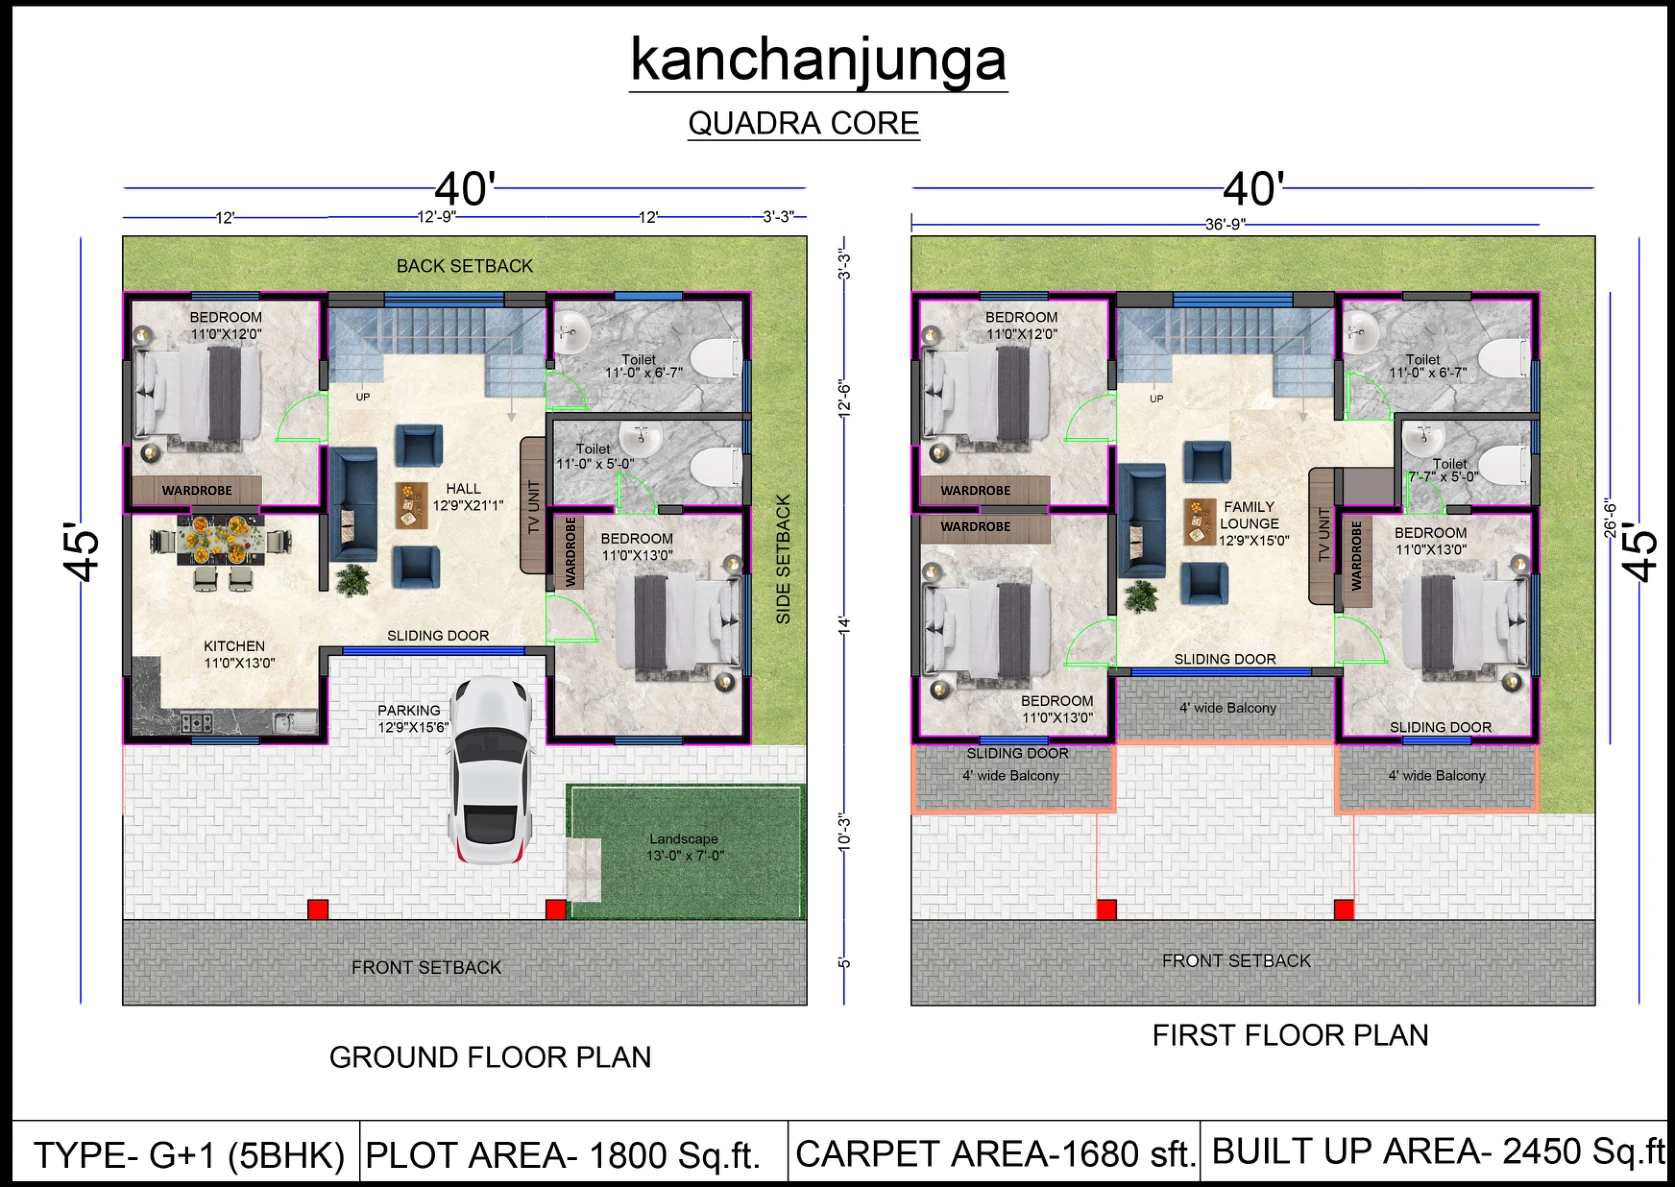 kanchanjunga
QUADRA CORE
40'
12'
12'-9"
12'
3'-3"
45'
BACK SETBACK
BEDROOM
11'0"X12'0"
UP
Toilet
11'-0" x 6'-7"
Toilet
11'-0" x 5'-0"
WARDROBE
HALL
12'9"X21'1"
TV UNIT
WARDROBE
BEDROOM
11'0"X13'0"
SIDE SETBACK
KITCHEN
11'0"X13'0"
SLIDING DOOR
PARKING
12'9"X15'6"
Landscape
13'-0" x 7'-0"
FRONT SETBACK
3'-3"
12'-6"
14'
10'-3"
5'
GROUND FLOOR PLAN
40'
36'-9"
BEDROOM
11'0"X12'0"
UP
Toilet
11'-0" x 6'-7"
Toilet
7'-7" x 5'-0"
WARDROBE
WARDROBE
FAMILY
LOUNGE
12'9"X15'0"
TV UNIT
WARDROBE
BEDROOM
11'0"X13'0"
SLIDING DOOR
BEDROOM
11'0"X13'0"
4' wide Balcony
SLIDING DOOR
SLIDING DOOR
4' wide Balcony
4' wide Balcony
26'-6"
45'
FRONT SETBACK
FIRST FLOOR PLAN
TYPE- G+1 (5BHK)
PLOT AREA- 1800 Sq.ft.
CARPET AREA-1680 sft.
BUILT UP AREA- 2450 Sq.ft